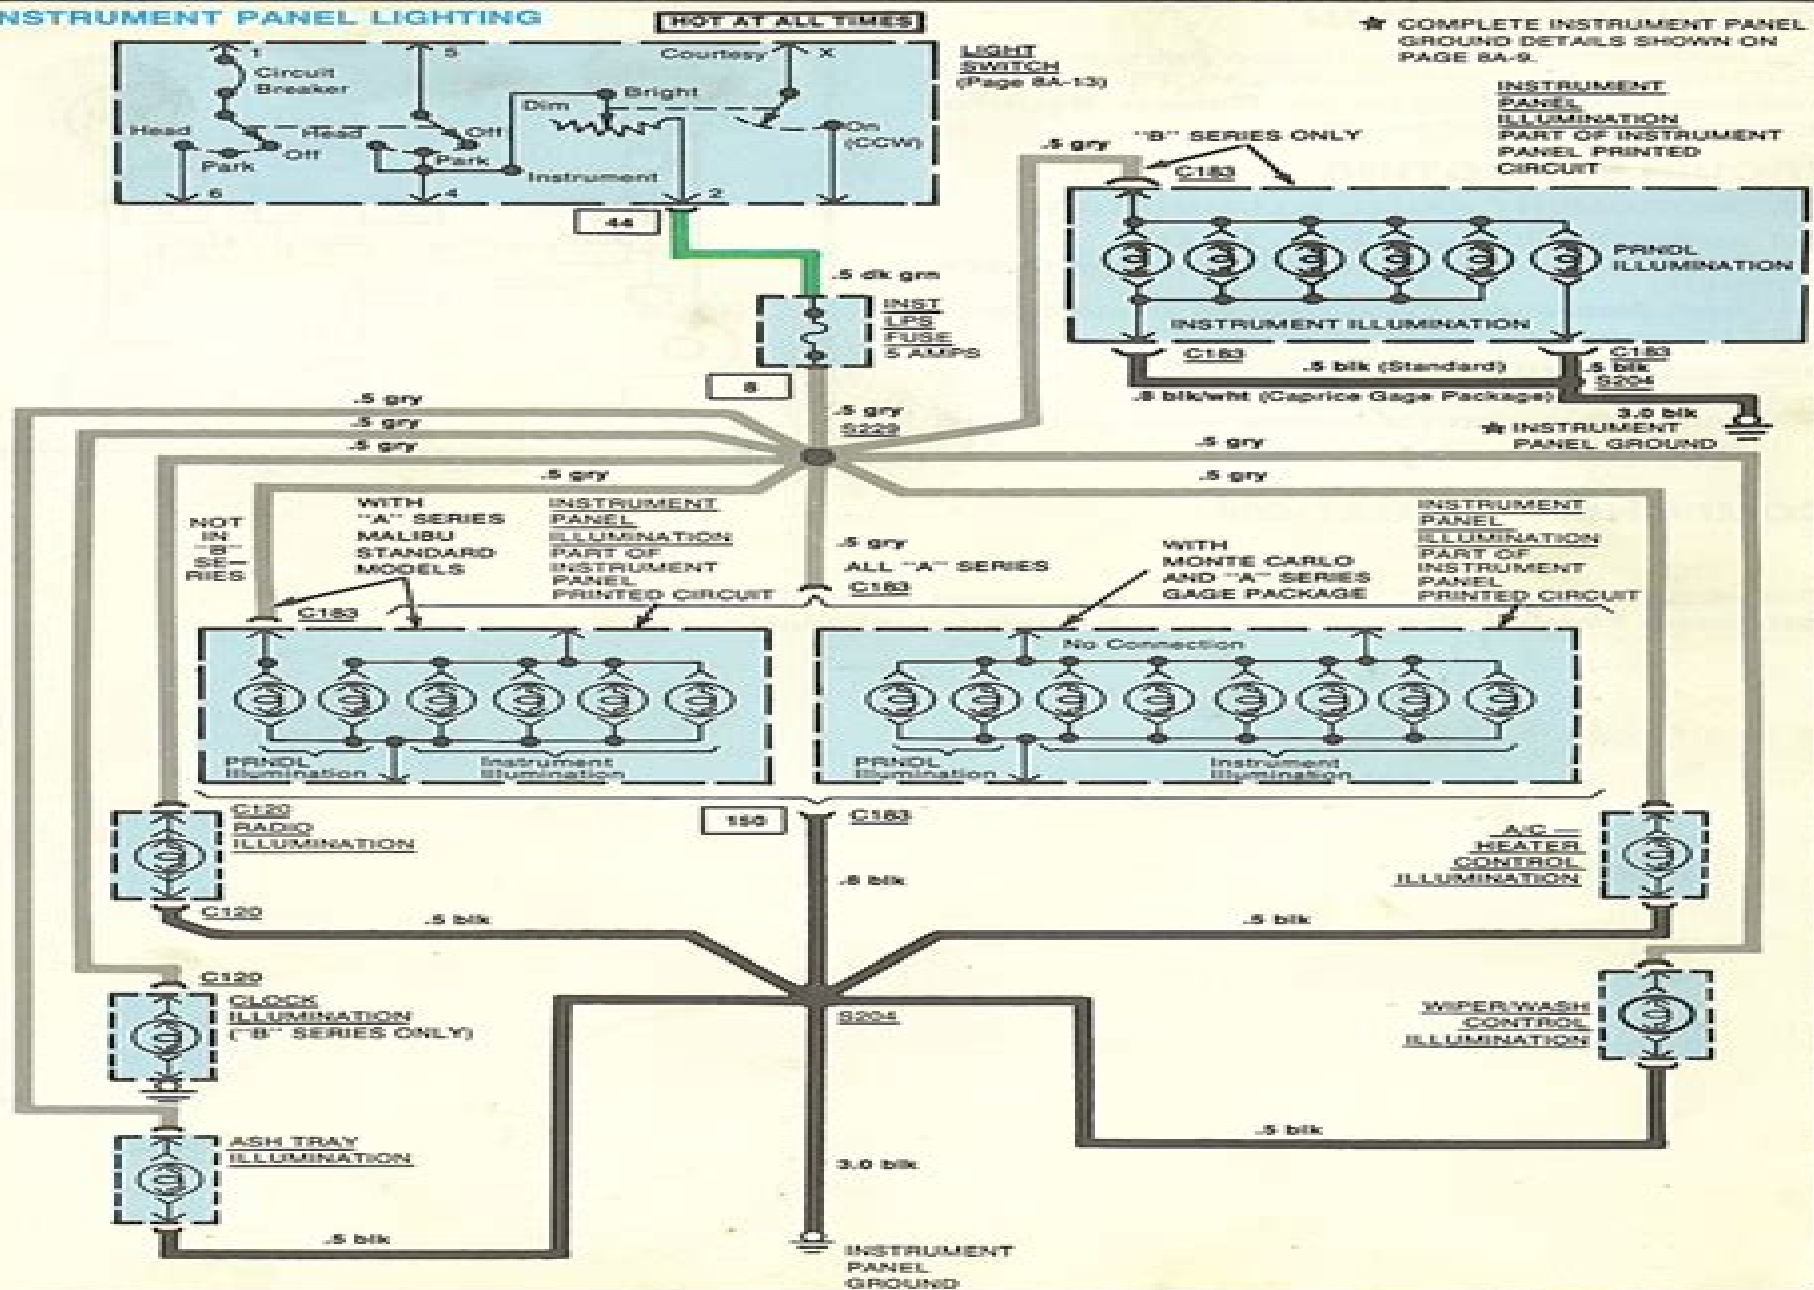 INSTRUMENT PANEL LIGHTING
HOT AT ALL TIMES
★ COMPLETE INSTRUMENT PANEL
GROUND DETAILS SHOWN ON
PAGE 8A-9.
1
5
Courtesy
X
LIGHT
SWITCH
(Page 8A-13)
Circuit
Breaker
Dim
Bright
Head
Park
Off
Head
Off
Park
Instrument
On
(CCW)
6
4
2
44
.5 dk grn
INST
LPS
FUSE
5 AMPS
8
.5 gry
S229
.5 gry
"B" SERIES ONLY
C183
INSTRUMENT
PANEL
ILLUMINATION
PART OF INSTRUMENT
PANEL PRINTED
CIRCUIT
PRNDL
ILLUMINATION
INSTRUMENT ILLUMINATION
C183
.5 blk (Standard)
C183
.5 blk
S204
.8 blk/wht (Caprice Gage Package)
3.0 blk
★ INSTRUMENT
PANEL GROUND
.5 gry
.5 gry
.5 gry
.5 gry
.5 gry
.5 gry
NOT
IN
"B"
SE-
RIES
WITH
"A" SERIES
MALIBU
STANDARD
MODELS
INSTRUMENT
PANEL
ILLUMINATION
PART OF
INSTRUMENT
PANEL
PRINTED CIRCUIT
.5 gry
ALL "A" SERIES
C183
WITH
MONTE CARLO
AND "A" SERIES
GAGE PACKAGE
INSTRUMENT
PANEL
ILLUMINATION
PART OF
INSTRUMENT
PANEL
PRINTED CIRCUIT
C183
No Connection
PRNDL
Illumination
Instrument
Illumination
PRNDL
Illumination
Instrument
Illumination
C120
RADIO
ILLUMINATION
150
C183
A/C —
HEATER
CONTROL
ILLUMINATION
.8 blk
C120
.5 blk
.5 blk
C120
CLOCK
ILLUMINATION
("B" SERIES ONLY)
S204
WIPER/WASH
CONTROL
ILLUMINATION
ASH TRAY
ILLUMINATION
.5 blk
3.0 blk
.5 blk
INSTRUMENT
PANEL
GROUND